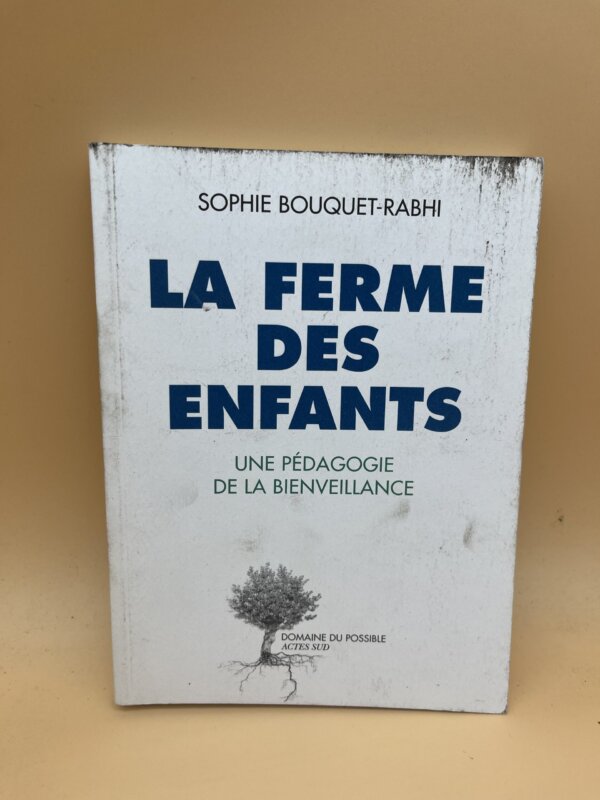 SOPHIE BOUQUET-RABHI
LA FERME
DES
ENFANTS
UNE PÉDAGOGIE
DE LA BIENVEILLANCE
DOMAINE DU POSSIBLE
ACTES SUD